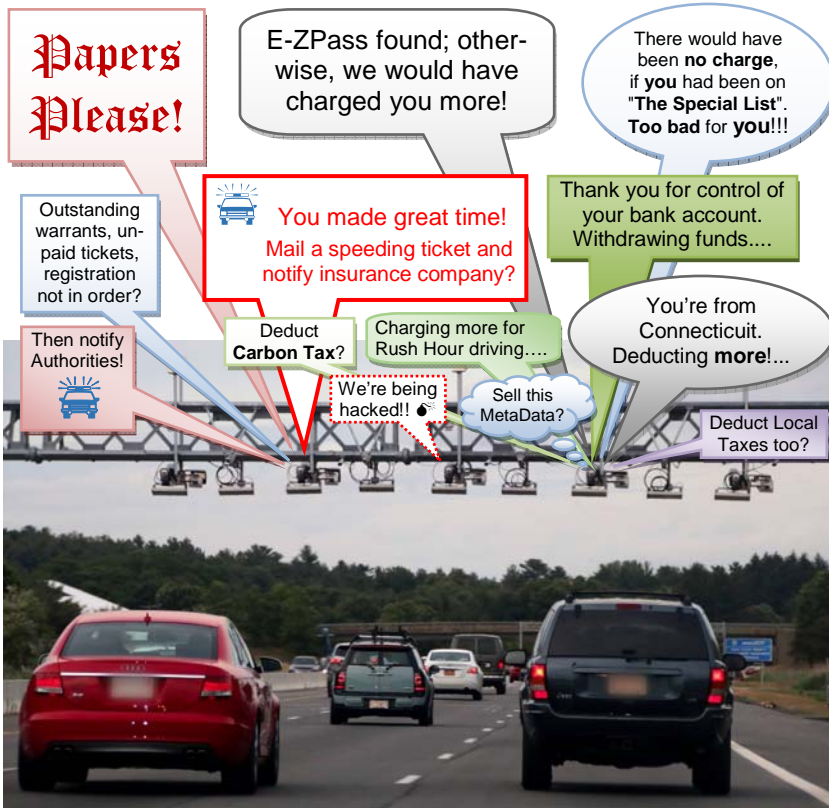 Papers
Please!
E-ZPass found; other-
wise, we would have
charged you more!
There would have
been no charge,
if you had been on
"The Special List".
Too bad for you!!!
Outstanding
warrants, un-
paid tickets,
registration
not in order?
You made great time!
Mail a speeding ticket and
notify insurance company?
Thank you for control of
your bank account.
Withdrawing funds....
Then notify
Authorities!
Deduct
Carbon Tax?
Charging more for
Rush Hour driving....
You’re from
Connecticut.
Deducting more!...
We’re being
hacked!!
Sell this
MetaData?
Deduct Local
Taxes too?